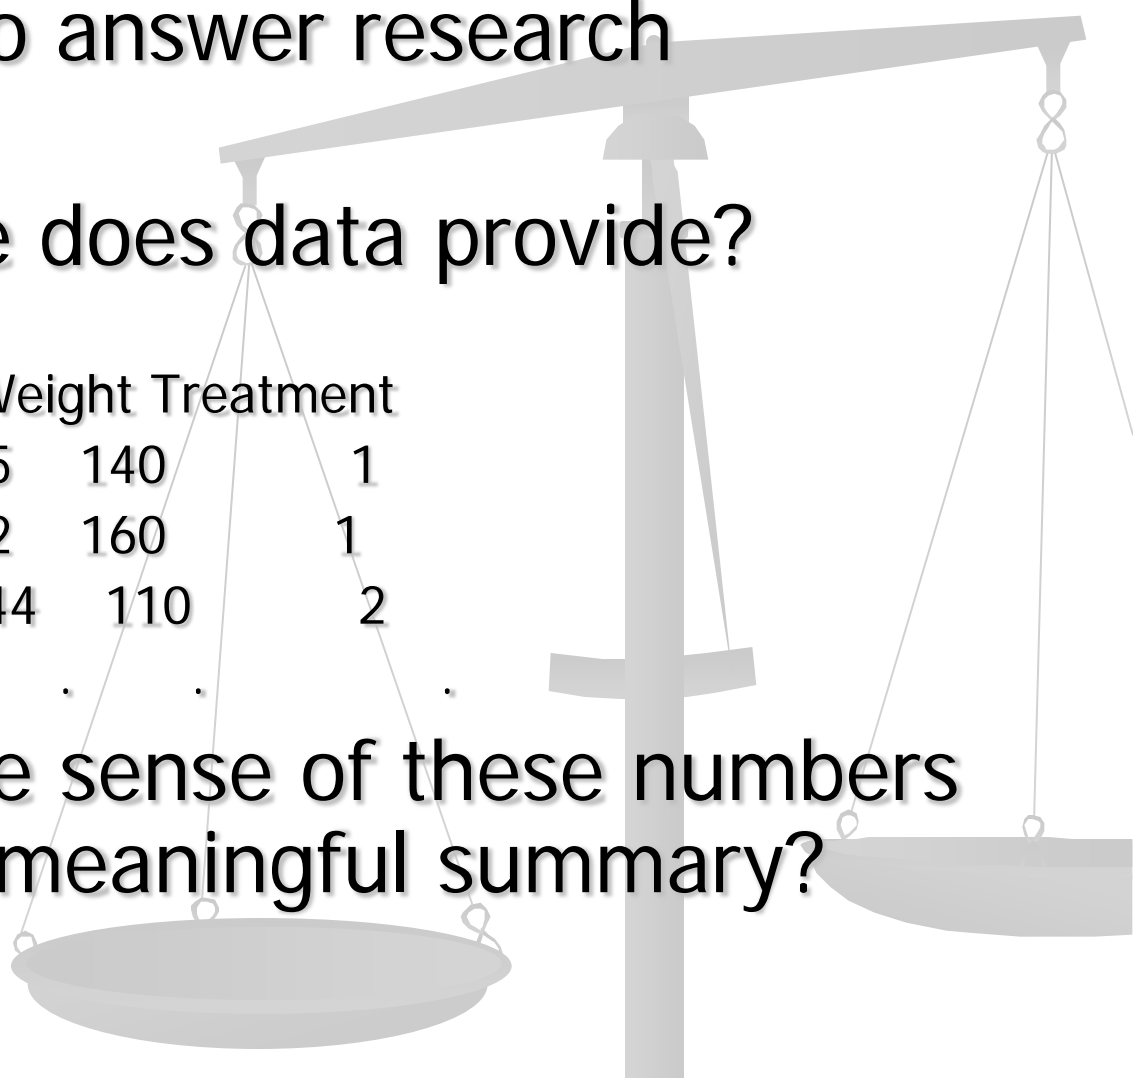 o answer research
e does data provide?
Weight Treatment
5 140 1
2 160 1
44 110 2
. . .
e sense of these numbers
meaningful summary?